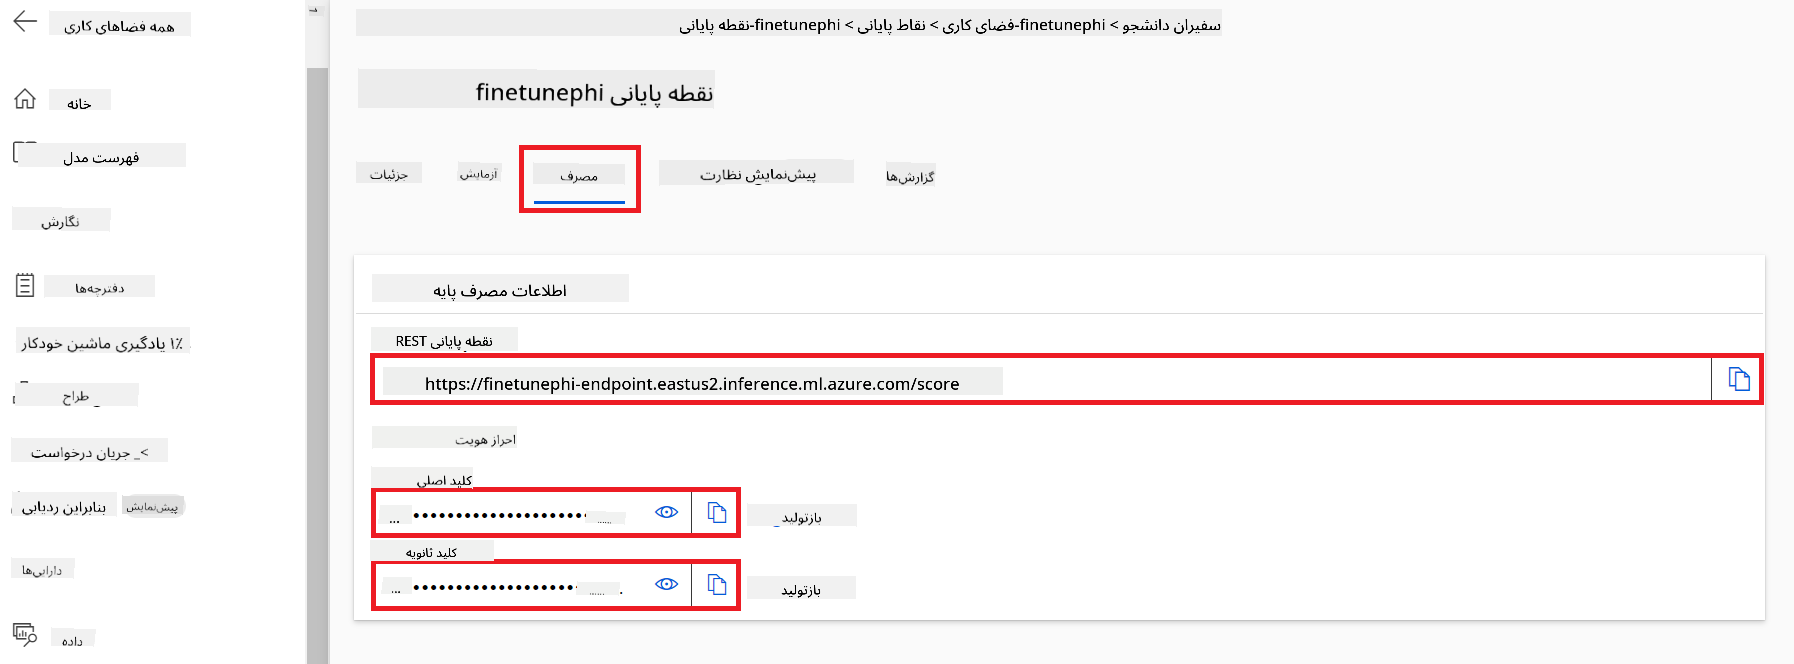 همه فضاهای کاری
خانه
فهرست مدل
نگارش
دفترچه‌ها
۱٪ یادگیری ماشین خودکار
طراح
>_ جریان درخواست
بنابراین ردیابی پیش‌نمایش
دارایی‌ها
داده
سفیران دانشجو > finetunephi-فضای کاری > نقاط پایانی > finetunephi-نقطه پایانی
نقطه پایانی finetunephi
جزئیات
آزمایش
مصرف
پیش‌نمایش نظارت
گزارش‌ها
اطلاعات مصرف پایه
نقطه پایانی REST
https://finetunephi-endpoint.eastus2.inference.ml.azure.com/score
احراز هویت
کلید اصلی
بازتولید
کلید ثانویه
بازتولید